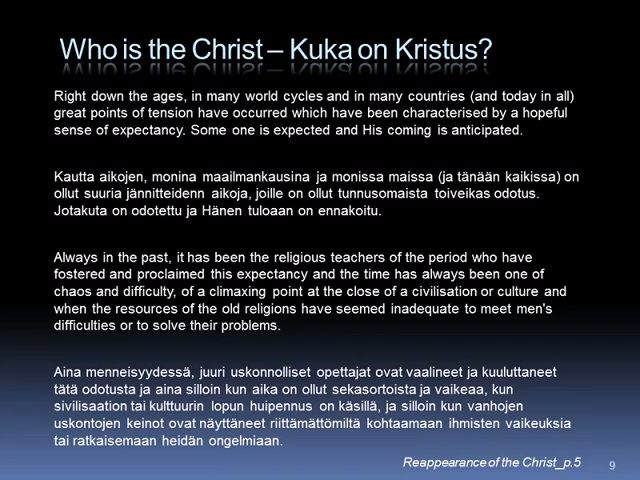 Who is the Christ – Kuka on Kristus?
Right down the ages, in many world cycles and in many countries (and today in all)
great points of tension have occurred which have been characterised by a hopeful
sense of expectancy. Some one is expected and His coming is anticipated.
Kautta aikojen, monina maailmankausina ja monissa maissa (ja tänään kaikissa) on
ollut suuria jännitteidenn aikoja, joille on ollut tunnusomaista toiveikas odotus.
Jotakuta on odotettu ja Hänen tuloaan on ennakoitu.
Always in the past, it has been the religious teachers of the period who have
fostered and proclaimed this expectancy and the time has always been one of
chaos and difficulty, of a climaxing point at the close of a civilisation or culture and
when the resources of the old religions have seemed inadequate to meet men's
difficulties or to solve their problems.
Aina menneisyydessä, juuri uskonnolliset opettajat ovat vaalineet ja kuuluttaneet
tätä odotusta ja aina silloin kun aika on ollut sekasortoista ja vaikeaa, kun
sivilisaation tai kulttuurin lopun huipennus on käsillä, ja silloin kun vanhojen
uskontojen keinot ovat näyttäneet riittämättömiltä kohtaamaan ihmisten vaikeuksia
tai ratkaisemaan heidän ongelmiaan.
Reappearance of the Christ_p.5
9